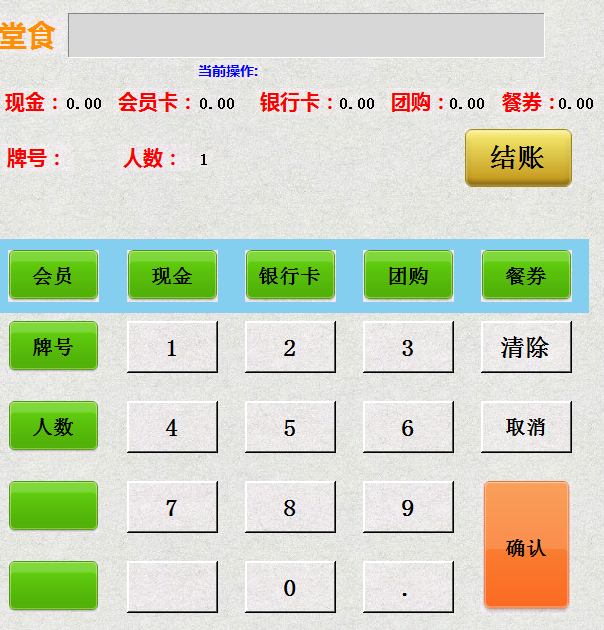 堂食
当前操作:
现金：0.00 会员卡：0.00 银行卡：0.00 团购：0.00 餐券：0.00
牌号： 人数： 1
结账
会员 现金 银行卡 团购 餐券
牌号 1 2 3 清除
人数 4 5 6 取消
7 8 9
确认
0 .